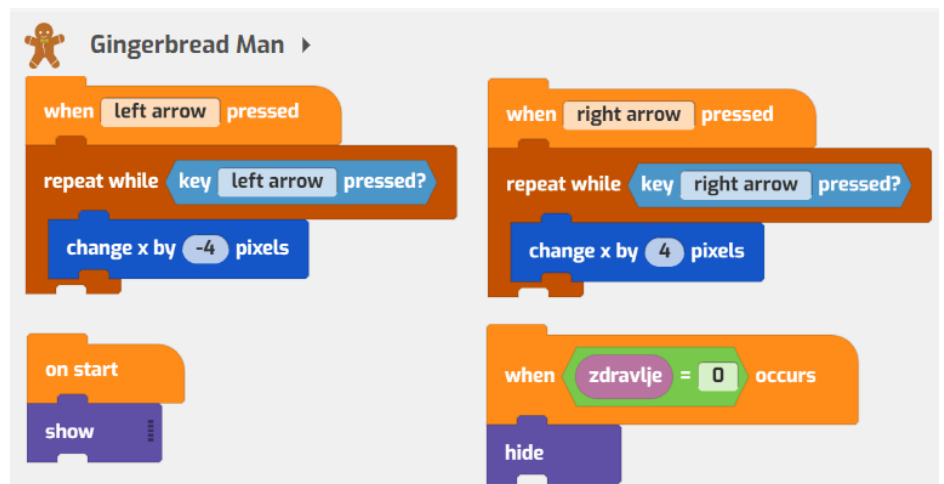 Gingerbread Man
when left arrow pressed
repeat while key left arrow pressed?
change x by -4 pixels
when right arrow pressed
repeat while key right arrow pressed?
change x by 4 pixels
on start
show
when zdravlje = 0 occurs
hide